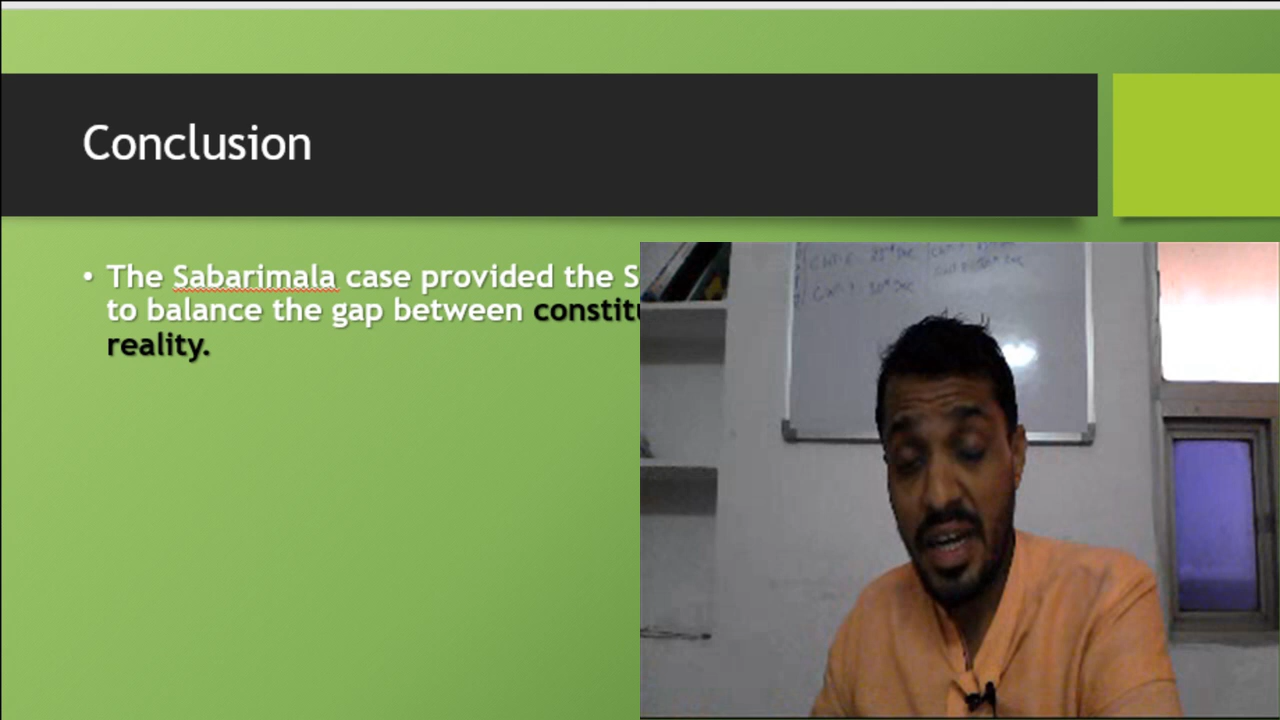 Conclusion
• The Sabarimala case provided the S
to balance the gap between constitu
reality.